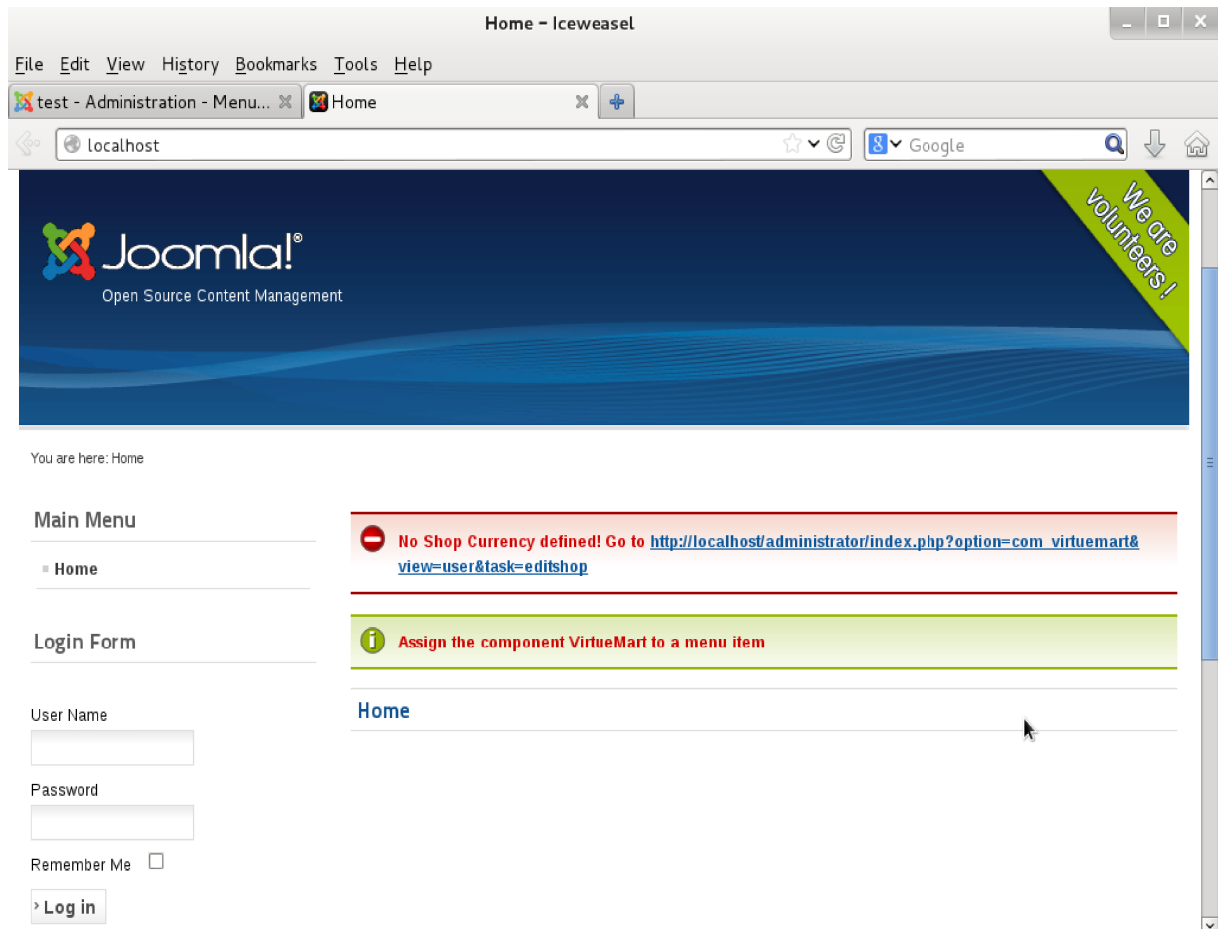 Home - Iceweasel
File Edit View History Bookmarks Tools Help
test - Administration - Menu... Home
localhost
Google
Joomla!®
Open Source Content Management
We are
volunteers!
You are here: Home
Main Menu
Home
Login Form
User Name
Password
Remember Me
Log in
No Shop Currency defined! Go to http://localhost/administrator/index.php?option=com_virtuemart&
view=user&task=editshop
Assign the component VirtueMart to a menu item
Home